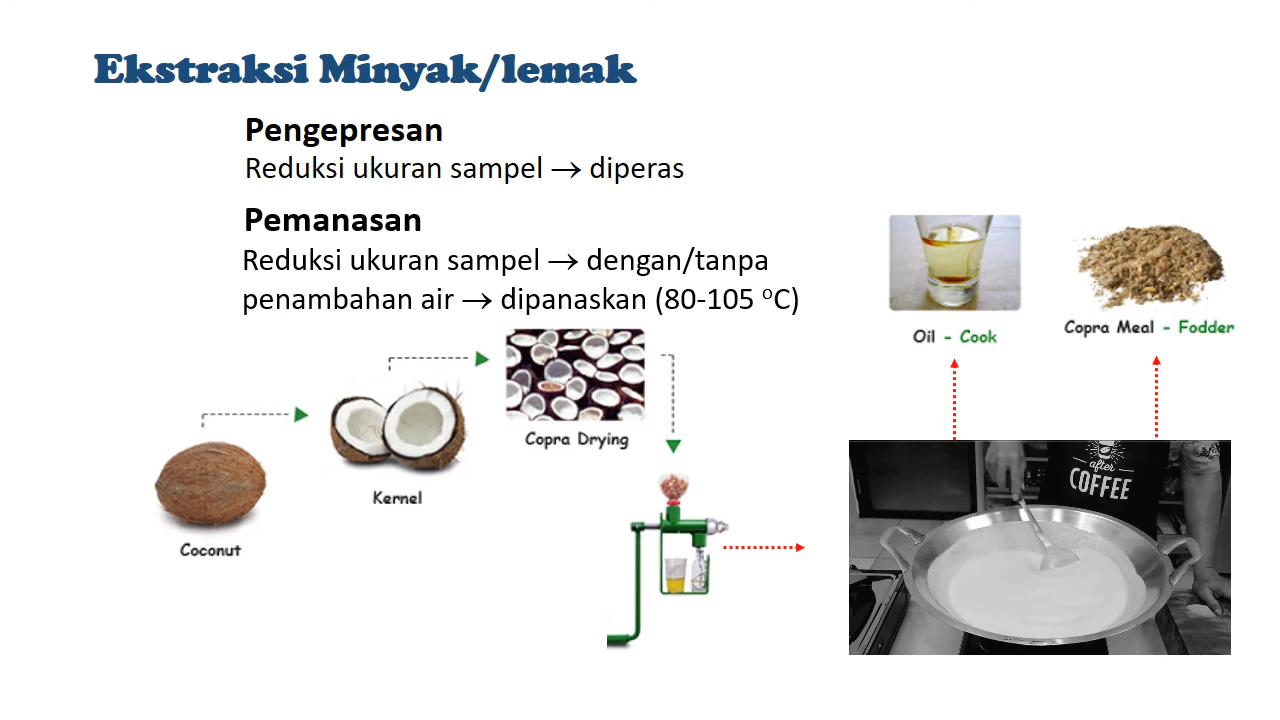 Ekstraksi Minyak/lemak
Pengepresan
Reduksi ukuran sampel → diperas
Pemanasan
Reduksi ukuran sampel → dengan/tanpa
penambahan air → dipanaskan (80-105 °C)
Oil - Cook
Copra Meal - Fodder
Copra Drying
Kernel
Coconut
after
COFFEE